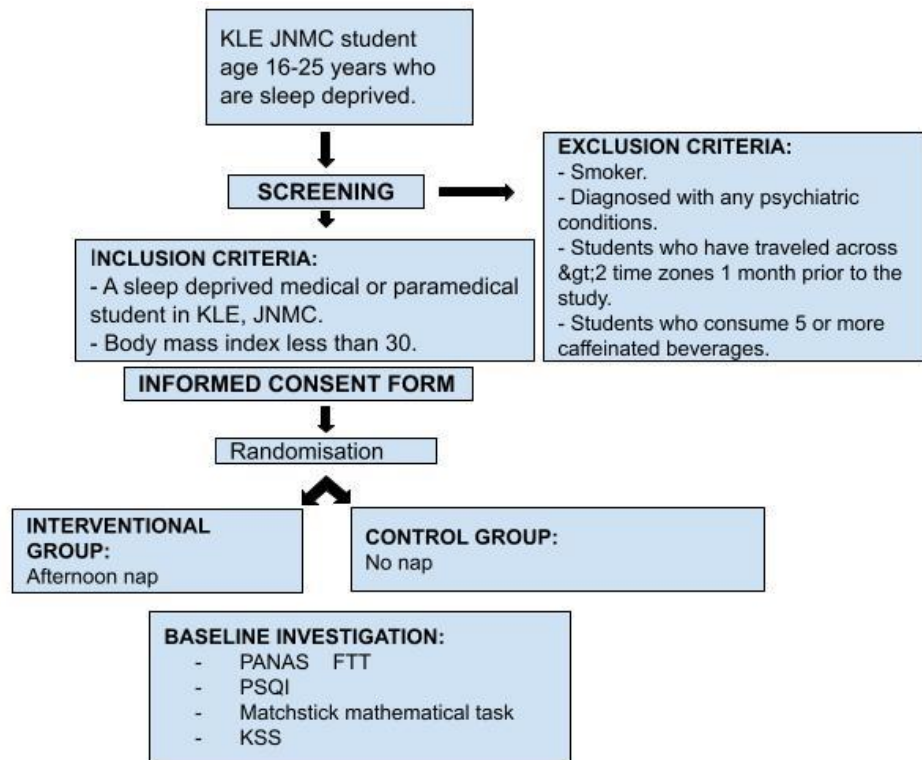 KLE JNMC student
age 16-25 years who
are sleep deprived.
SCREENING
EXCLUSION CRITERIA:
- Smoker.
- Diagnosed with any psychiatric
conditions.
- Students who have traveled across
&gt;2 time zones 1 month prior to the
study.
- Students who consume 5 or more
caffeinated beverages.
INCLUSION CRITERIA:
- A sleep deprived medical or paramedical
student in KLE, JNMC.
- Body mass index less than 30.
INFORMED CONSENT FORM
Randomisation
INTERVENTIONAL
GROUP:
Afternoon nap
CONTROL GROUP:
No nap
BASELINE INVESTIGATION:
- PANAS FTT
- PSQI
- Matchstick mathematical task
- KSS